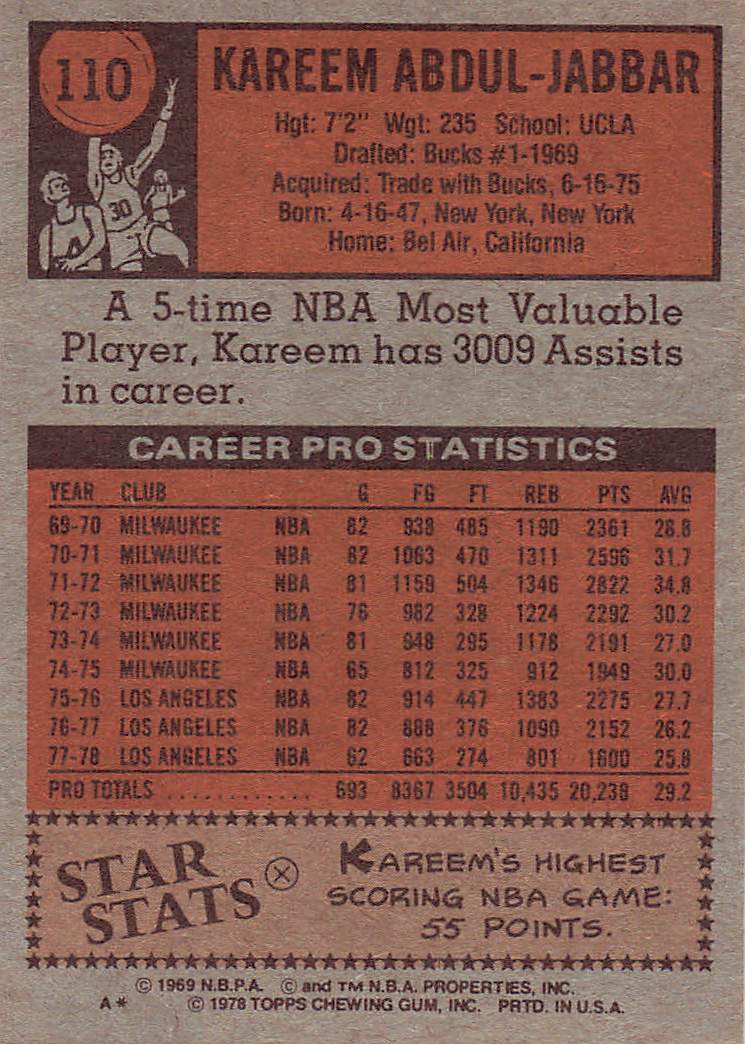 110
KAREEM ABDUL-JABBAR
Hgt: 7'2" Wgt: 235 School: UCLA
Drafted: Bucks #1-1969
Acquired: Trade with Bucks, 6-16-75
Born: 4-16-47, New York, New York
Home: Bel Air, California
30
A 5-time NBA Most Valuable
Player, Kareem has 3009 Assists
in career.
CAREER PRO STATISTICS
YEAR CLUB G FG FT REB PTS AVG
69-70 MILWAUKEE NBA 82 938 485 1190 2361 28.8
70-71 MILWAUKEE NBA 82 1063 470 1311 2596 31.7
71-72 MILWAUKEE NBA 81 1159 504 1346 2822 34.8
72-73 MILWAUKEE NBA 76 982 328 1224 2292 30.2
73-74 MILWAUKEE NBA 81 948 295 1178 2191 27.0
74-75 MILWAUKEE NBA 65 812 325 912 1949 30.0
75-76 LOS ANGELES NBA 82 914 447 1383 2275 27.7
76-77 LOS ANGELES NBA 82 888 376 1090 2152 26.2
77-78 LOS ANGELES NBA 62 663 274 801 1600 25.8
PRO TOTALS ............. 693 8367 3504 10,435 20,238 29.2
STAR
STATS
KAREEM'S HIGHEST
SCORING NBA GAME:
55 POINTS.
© 1969 N.B.P.A. © and TM N.B.A. PROPERTIES, INC.
A* © 1978 TOPPS CHEWING GUM, INC. PRTD. IN U.S.A.